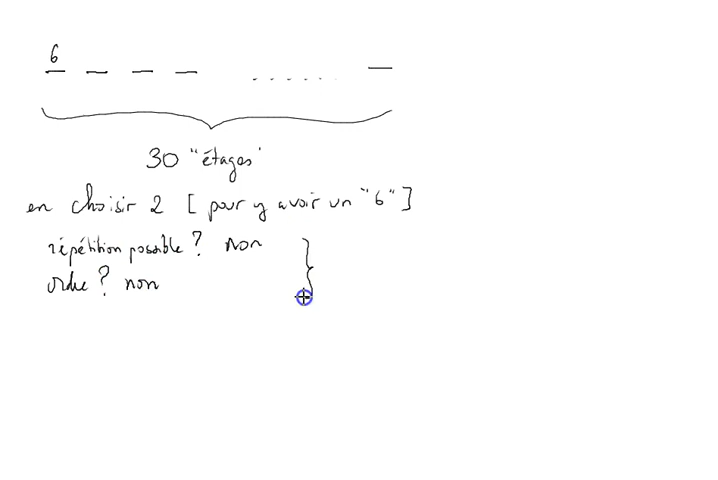 6
30 "étages"
en choisir 2 [ pour y avoir un "6" ]
répétition possible ? non
ordre ? non